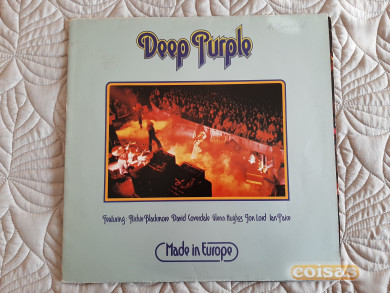 Deep Purple
Featuring: Ritchie Blackmore David Coverdale Glenn Hughes Jon Lord Ian Paice
Made in Europe
coisas